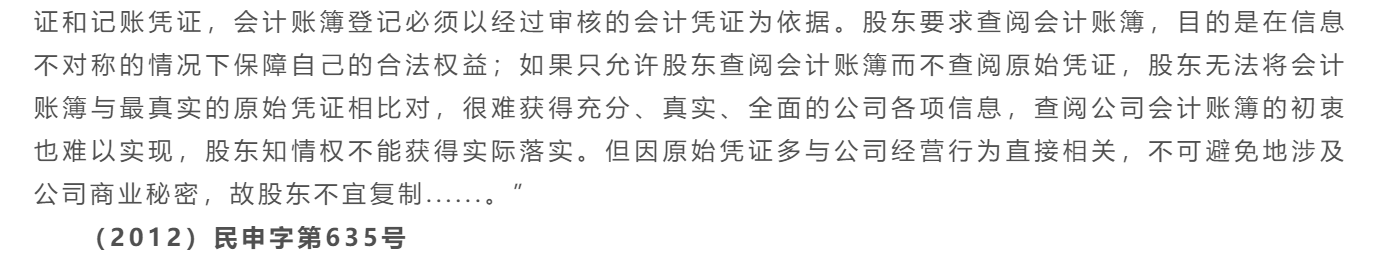 证和记账凭证，会计账簿登记必须以经过审核的会计凭证为依据。股东要求查阅会计账簿，目的是在信息
不对称的情况下保障自己的合法权益；如果只允许股东查阅会计账簿而不查阅原始凭证，股东无法将会计
账簿与最真实的原始凭证相比对，很难获得充分、真实、全面的公司各项信息，查阅公司会计账簿的初衷
也难以实现，股东知情权不能获得实际落实。但因原始凭证多与公司经营行为直接相关，不可避免地涉及
公司商业秘密，故股东不宜复制......。”
（2012）民申字第635号